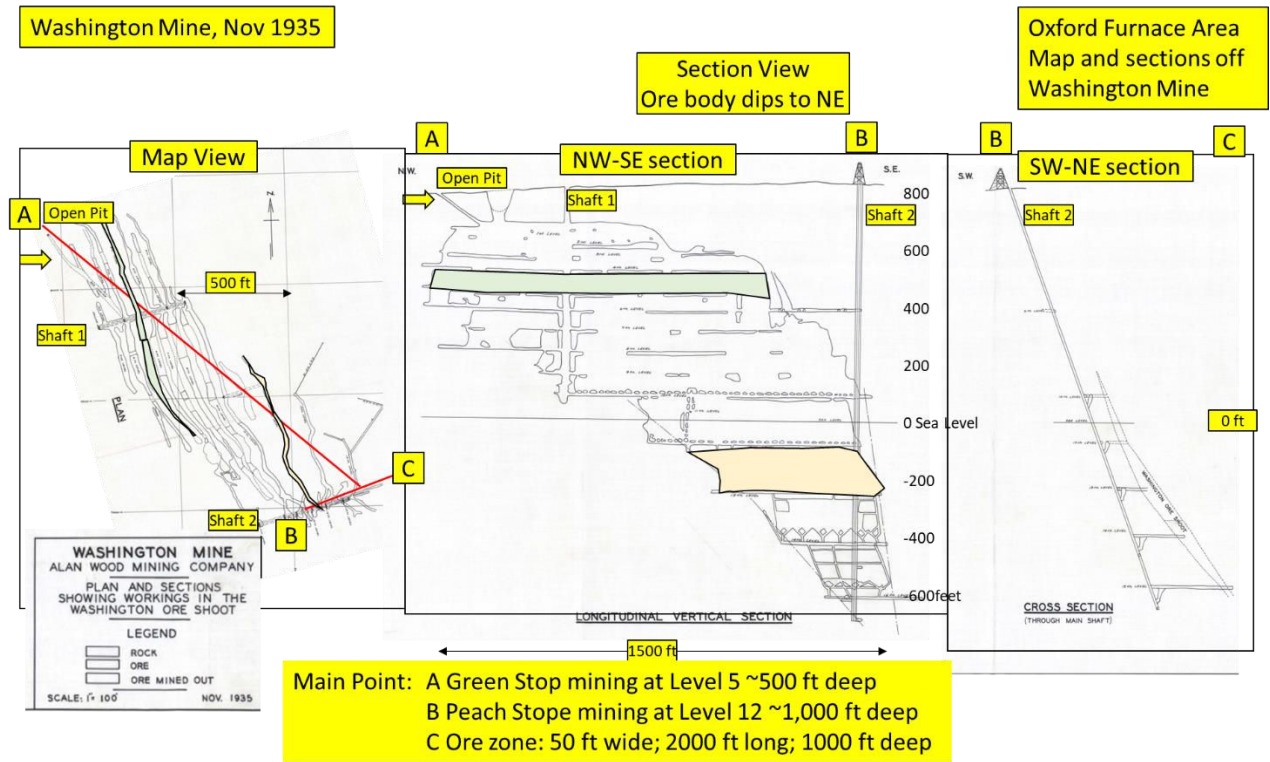 Washington Mine, Nov 1935
Oxford Furnace Area
Map and sections off
Washington Mine
Section View
Ore body dips to NE
Map View
A
Open Pit
N
500 ft
Shaft 1
PLAN
C
Shaft 2
B
WASHINGTON MINE
ALAN WOOD MINING COMPANY
PLAN AND SECTIONS
SHOWING WORKINGS IN THE
WASHINGTON ORE SHOOT
LEGEND
ROCK
ORE
ORE MINED OUT
SCALE: 1"= 100'
NOV. 1935
A
B
NW-SE section
N.W.
S.E.
Open Pit
Shaft 1
Shaft 2
800
600
400
200
0 Sea Level
-200
-400
-600feet
LONGITUDINAL VERTICAL SECTION
1500 ft
B
C
SW-NE section
S.W.
Shaft 2
0 ft
WASHINGTON ORE SHOOT
CROSS SECTION
(THROUGH MAIN SHAFT)
Main Point: A Green Stop mining at Level 5 ~500 ft deep
B Peach Stope mining at Level 12 ~1,000 ft deep
C Ore zone: 50 ft wide; 2000 ft long; 1000 ft deep